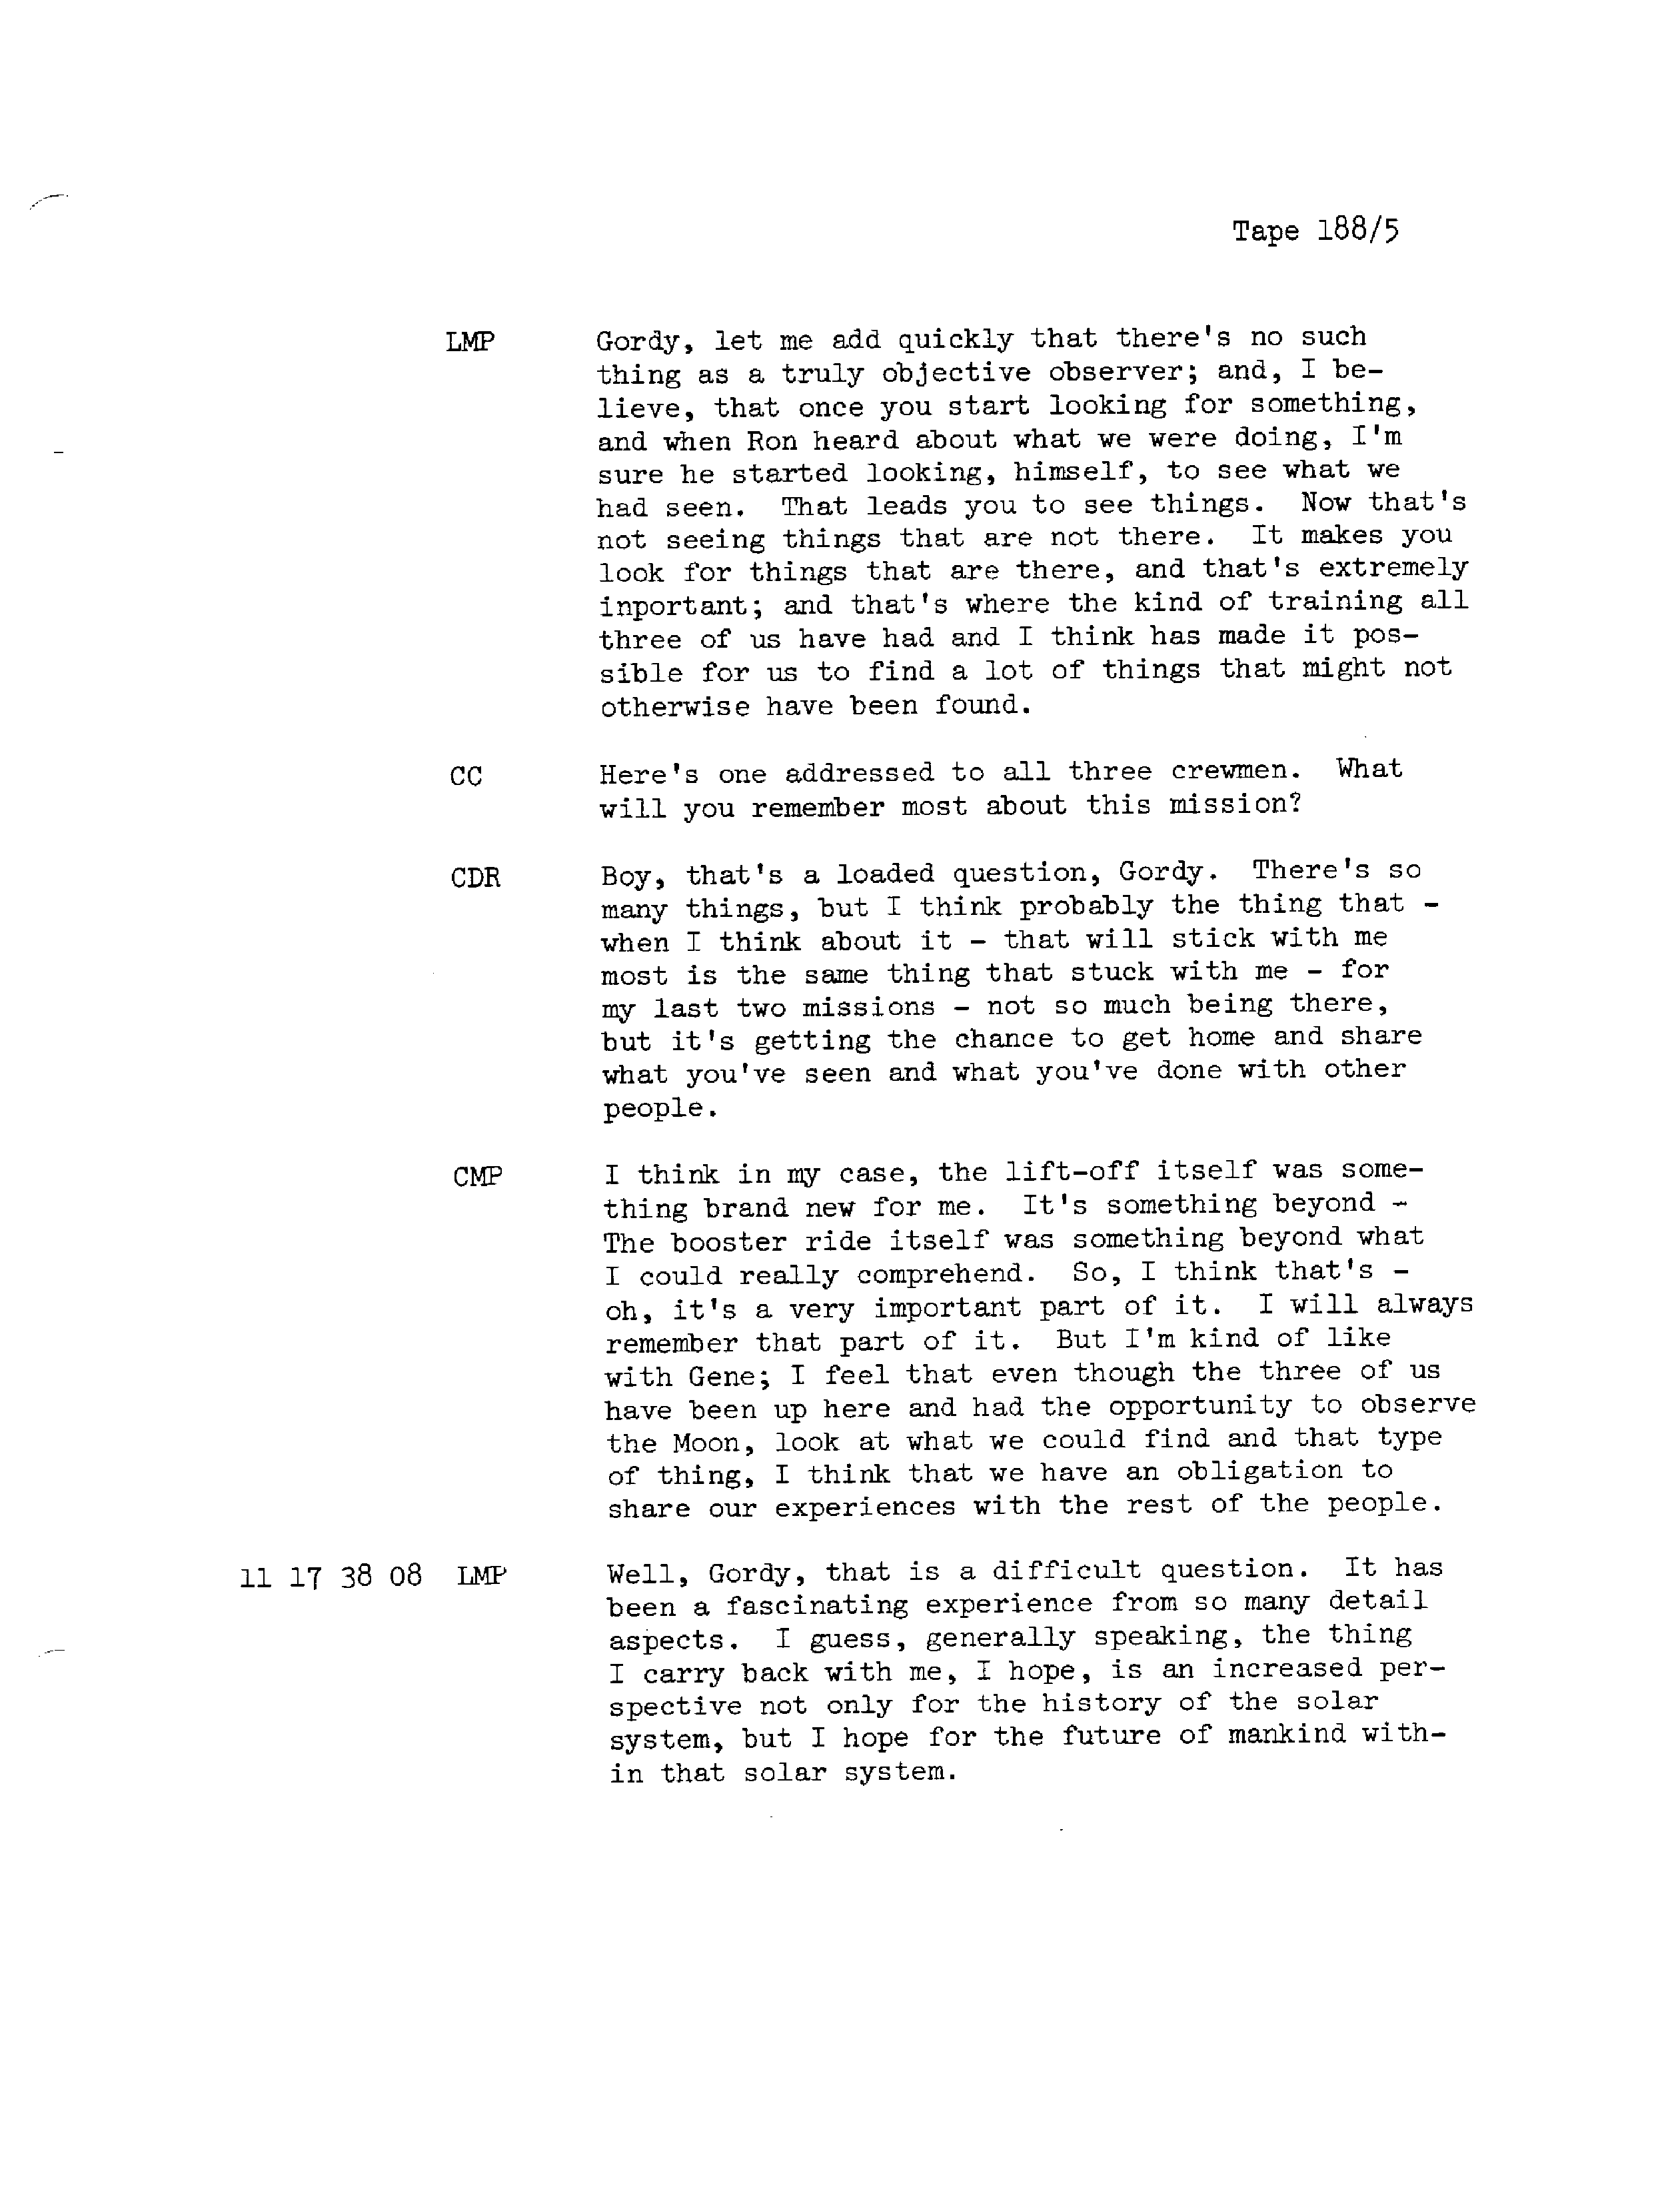 Tape 188/5
LMP Gordy, let me add quickly that there's no such
thing as a truly objective observer; and, I be-
lieve, that once you start looking for something,
and when Ron heard about what we were doing, I'm
sure he started looking, himself, to see what we
had seen. That leads you to see things. Now that's
not seeing things that are not there. It makes you
look for things that are there, and that's extremely
inportant; and that's where the kind of training all
three of us have had and I think has made it pos-
sible for us to find a lot of things that might not
otherwise have been found.
CC Here's one addressed to all three crewmen. What
will you remember most about this mission?
CDR Boy, that's a loaded question, Gordy. There's so
many things, but I think probably the thing that -
when I think about it - that will stick with me
most is the same thing that stuck with me - for
my last two missions - not so much being there,
but it's getting the chance to get home and share
what you've seen and what you've done with other
people.
CMP I think in my case, the lift-off itself was some-
thing brand new for me. It's something beyond -
The booster ride itself was something beyond what
I could really comprehend. So, I think that's -
oh, it's a very important part of it. I will always
remember that part of it. But I'm kind of like
with Gene; I feel that even though the three of us
have been up here and had the opportunity to observe
the Moon, look at what we could find and that type
of thing, I think that we have an obligation to
share our experiences with the rest of the people.
11 17 38 08 LMP Well, Gordy, that is a difficult question. It has
been a fascinating experience from so many detail
aspects. I guess, generally speaking, the thing
I carry back with me, I hope, is an increased per-
spective not only for the history of the solar
system, but I hope for the future of mankind with-
in that solar system.